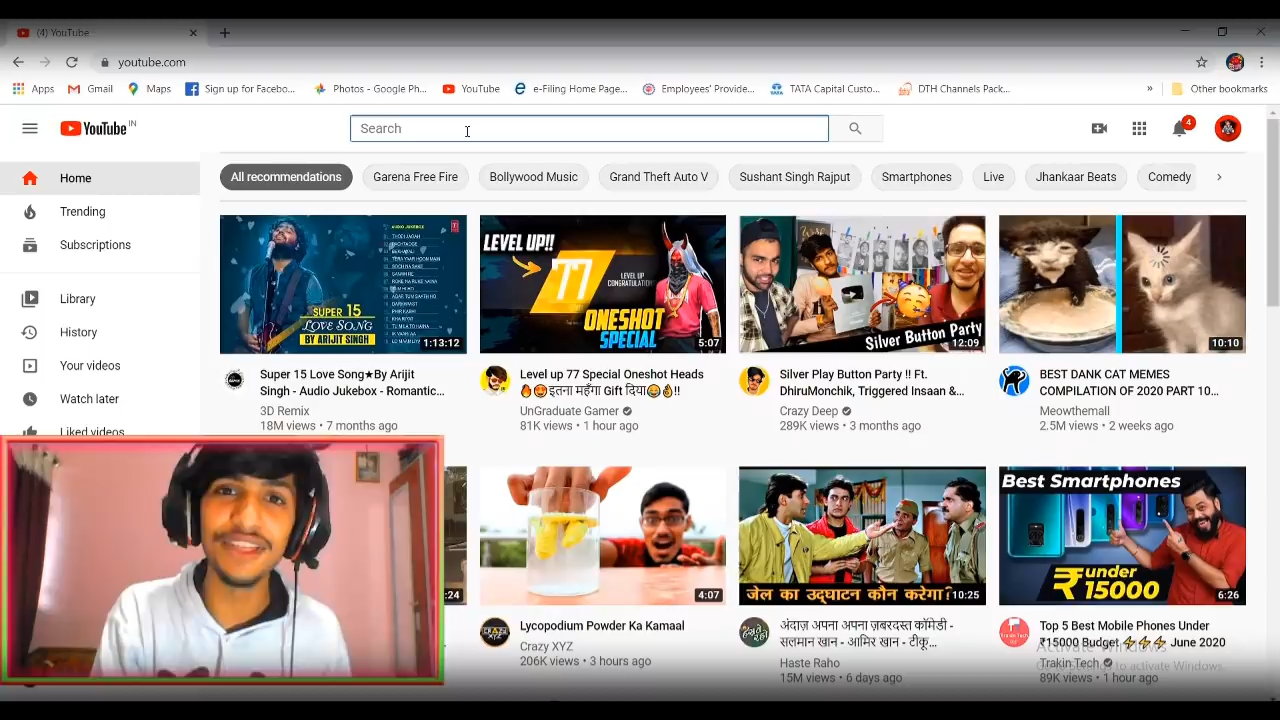 (4) YouTube
youtube.com
Apps Gmail Maps Sign up for Facebo... Photos - Google Ph... YouTube e-Filing Home Page... Employees' Provide... TATA Capital Custo... DTH Channels Pack... » Other bookmarks
YouTube IN
Search
4
Home
Trending
Subscriptions
Library
History
Your videos
Watch later
Liked videos
All recommendations Garena Free Fire Bollywood Music Grand Theft Auto V Sushant Singh Rajput Smartphones Live Jhankaar Beats Comedy
AUDIO JUKEBOX
SUPER 15
LOVE SONG
BY ARIJIT SINGH
1:13:12
Super 15 Love Song★By Arijit
Singh - Audio Jukebox - Romantic...
3D Remix
18M views • 7 months ago
LEVEL UP!!
77
LEVEL UP
ONESHOT
SPECIAL
5:07
Level up 77 Special Oneshot Heads
🔥🤩इतना महँगा Gift दिया😂👌!!
UnGraduate Gamer
81K views • 1 hour ago
Silver Button Party
12:09
Silver Play Button Party !! Ft.
DhiruMonchik, Triggered Insaan &...
Crazy Deep
289K views • 3 months ago
10:10
BEST DANK CAT MEMES
COMPILATION OF 2020 PART 10...
Meowthemall
2.5M views • 2 weeks ago
:24
4:07
Lycopodium Powder Ka Kamaal
Crazy XYZ
206K views • 3 hours ago
जेल का उद्घाटन कौन करेगा?
10:25
अंदाज़ अपना अपना ज़बरदस्त कॉमेडी -
सलमान खान - आमिर खान - टीकू...
Haste Raho
15M views • 6 days ago
Best Smartphones
₹ under
15000
6:26
Top 5 Best Mobile Phones Under
₹15000 Budget ⚡⚡⚡ June 2020
Trakin Tech
89K views • 1 hour ago
Activate Windows
to activate Windows.